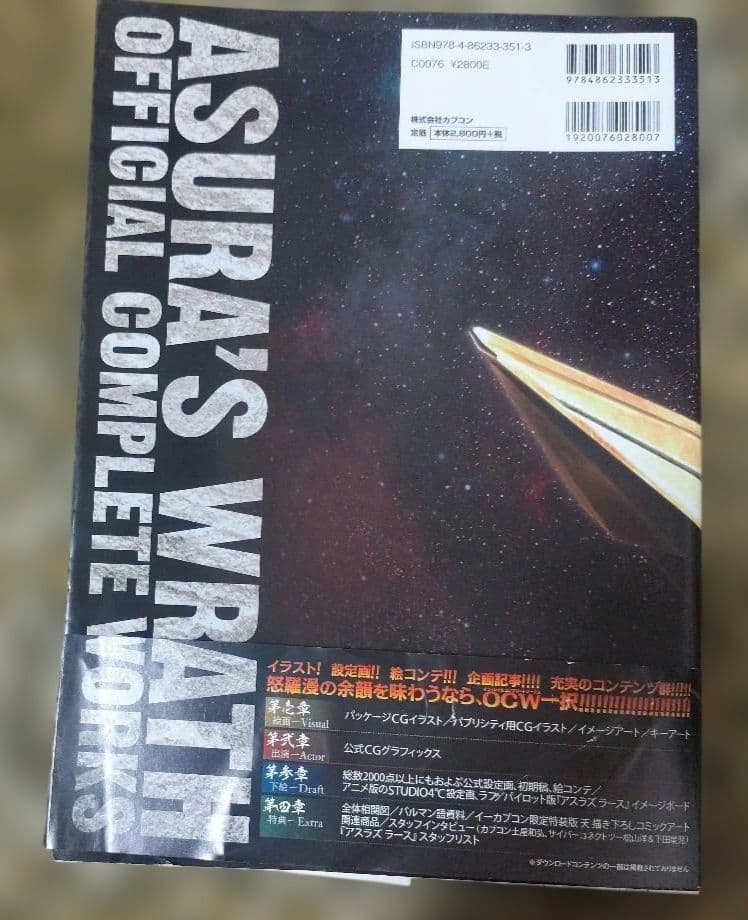 ASURA'S WRATH
OFFICIAL COMPLETE WORKS
ISBN978-4-86233-351-3
C0076 ¥2800E
9784862333513
株式会社カプコン
定価 本体2,800円+税
1920076028007
イラスト! 設定画!! 絵コンテ!!! 企画記事!!!! 充実のコンテンツ群!!!!!
怒羅漫の余韻を味わうなら、OCW一択!!!!!!!!!!!!!!!!!!!!
第壱章
絵画-Visual
パッケージCGイラスト/パブリシティ用CGイラスト/イメージアート/キーアート
第弐章
出演-Actor
公式CGグラフィックス
第参章
下絵-Draft
総数2000点以上にもおよぶ公式設定画、初期稿、絵コンテ/
アニメ版のSTUDIO4℃設定画、ラフ/パイロット版『アスラズ ラース』イメージボード
第四章
特典-Extra
全体相関図/バルマン語資料/イーカプコン限定特装版 天 描き下ろしコミックアート
関連商品/スタッフインタビュー(カプコン土屋和弘、サイバーコネクトツー松山洋&下田星児)
『アスラズ ラース』スタッフリスト
※ダウンロードコンテンツの一部は掲載されておりません